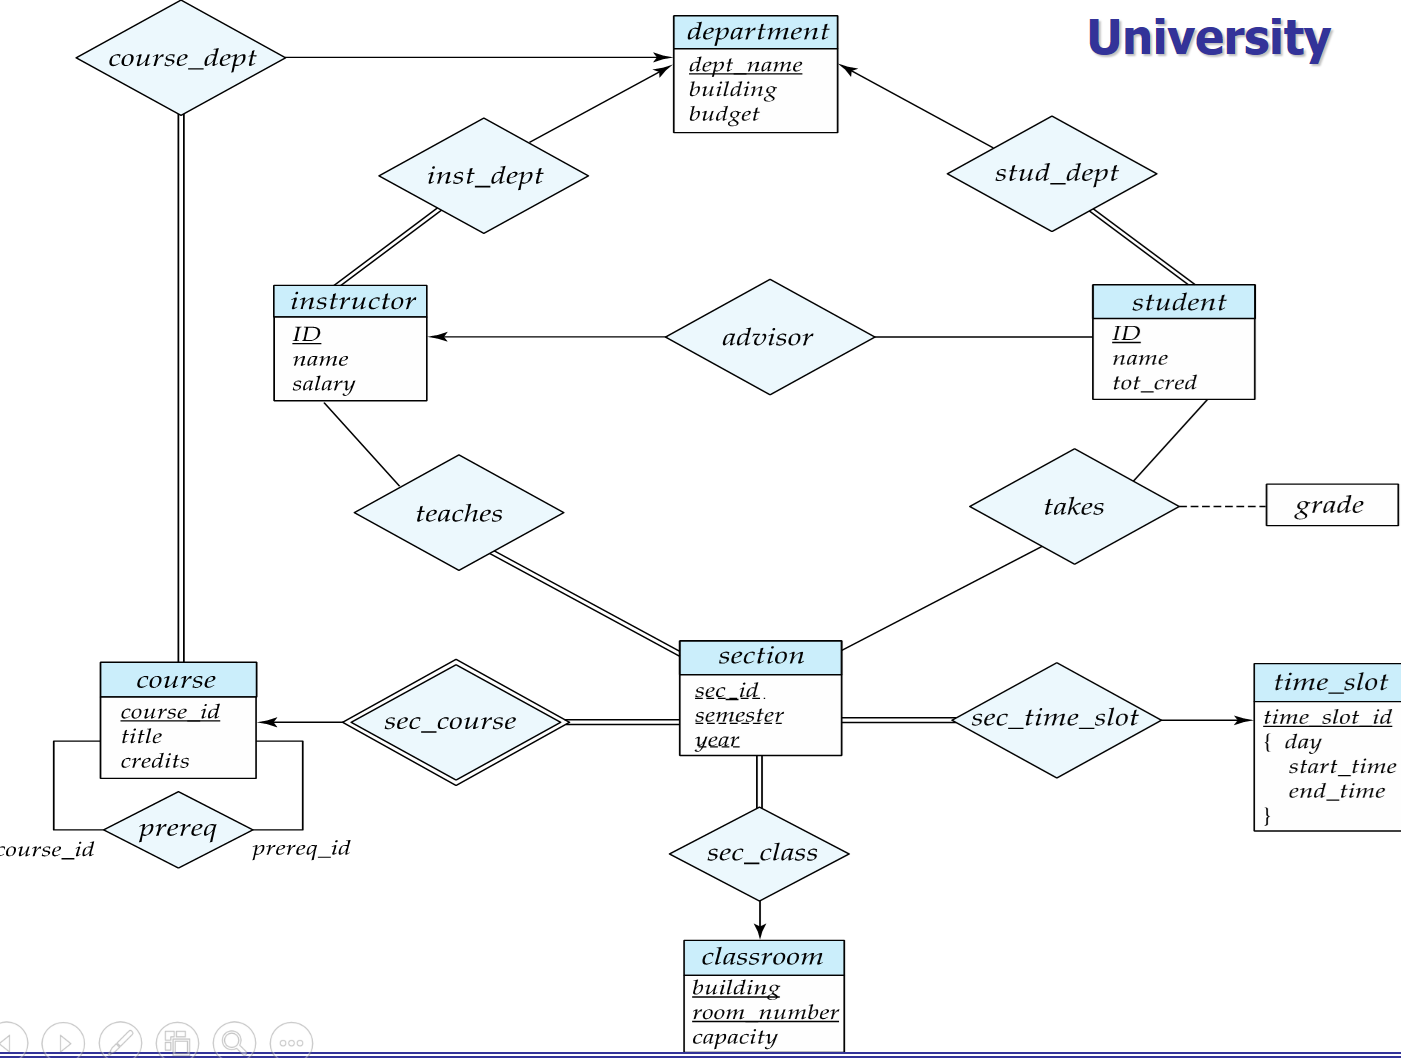 University
course_dept
department
dept_name
building
budget
inst_dept
stud_dept
instructor
ID
name
salary
advisor
student
ID
name
tot_cred
teaches
takes
grade
course
course_id
title
credits
sec_course
section
sec_id
semester
year
sec_time_slot
time_slot
time_slot_id
{ day
start_time
end_time
}
prereq
course_id
prereq_id
sec_class
classroom
building
room_number
capacity